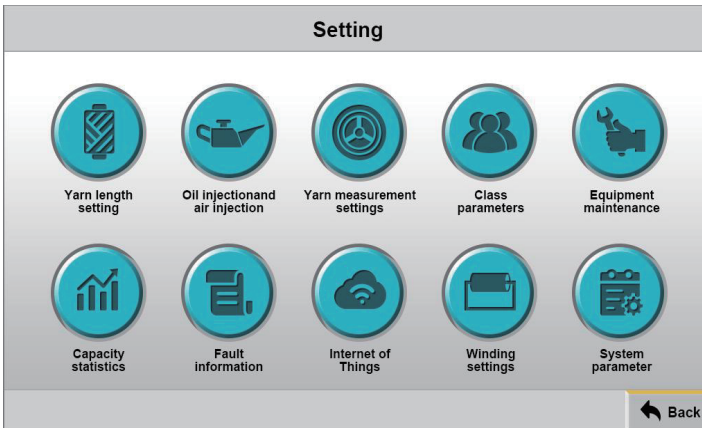 Setting
Yarn length
setting
Oil injectionand
air injection
Yarn measurement
settings
Class
parameters
Equipment
maintenance
Capacity
statistics
Fault
information
Internet of
Things
Winding
settings
System
parameter
Back